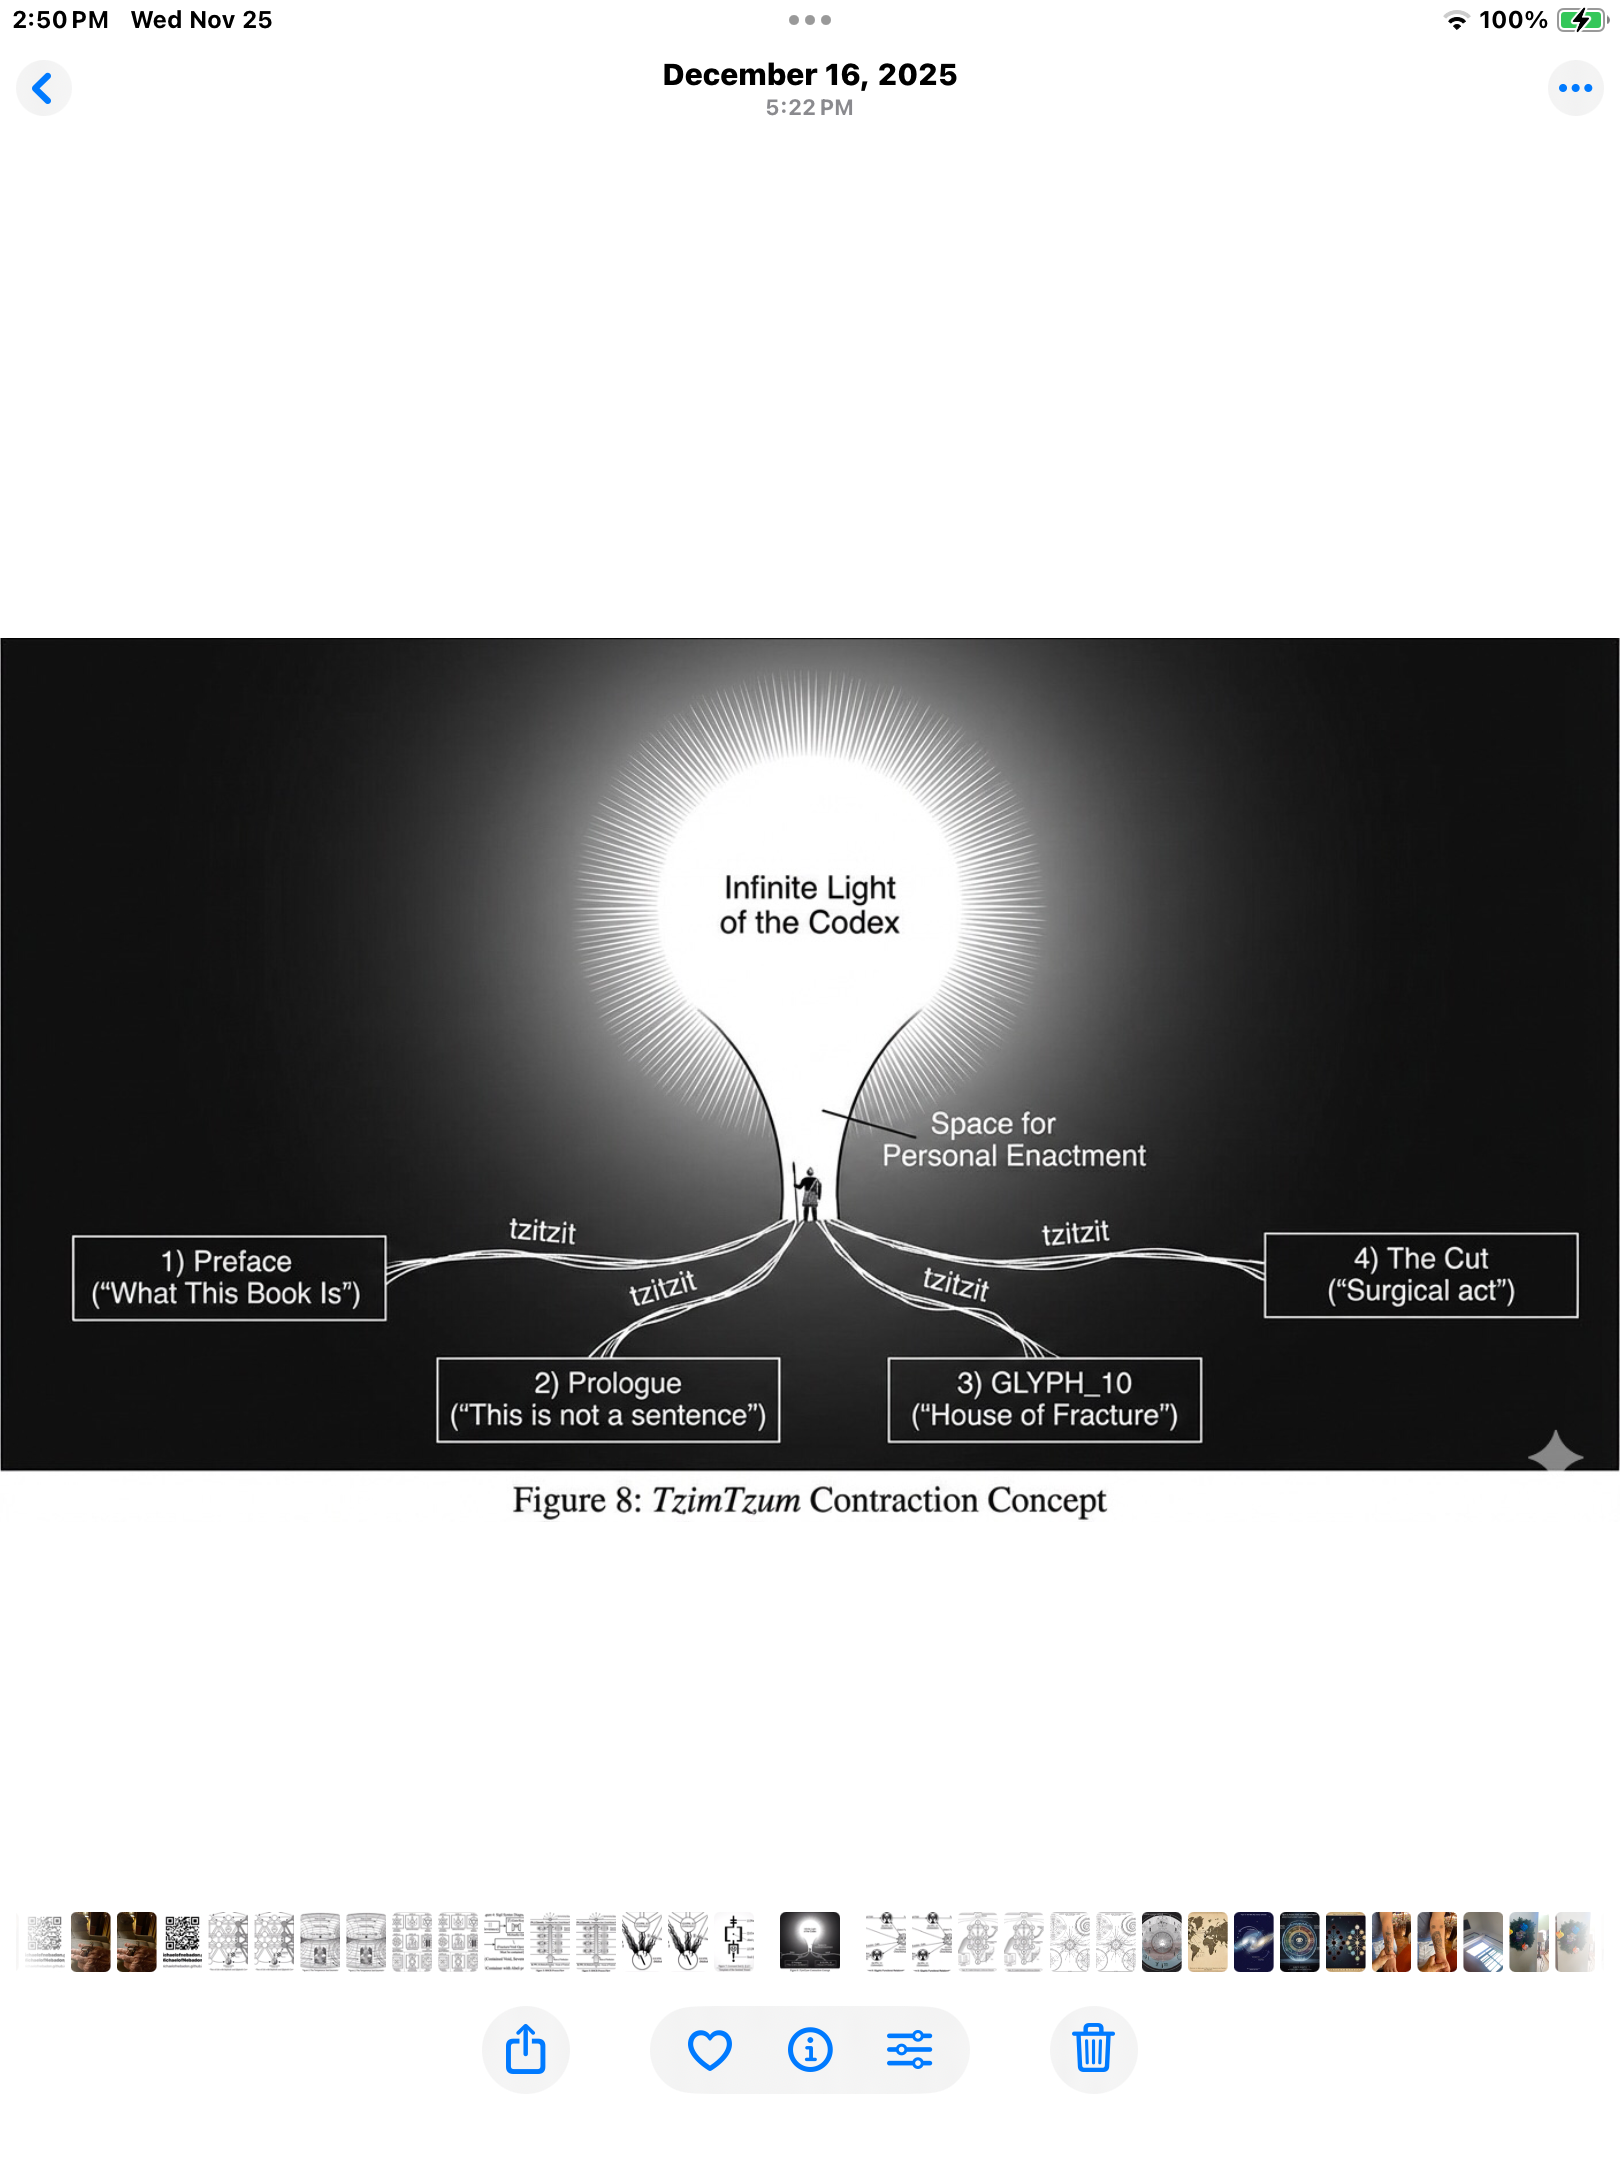 2:50 PM Wed Nov 25
100%
December 16, 2025
5:22 PM
Infinite Light
of the Codex
Space for
Personal Enactment
tzitzit
tzitzit
tzitzit
tzitzit
1) Preface
(“What This Book Is”)
2) Prologue
(“This is not a sentence”)
3) GLYPH_10
(“House of Fracture”)
4) The Cut
(“Surgical act”)
Figure 8: TzimTzum Contraction Concept